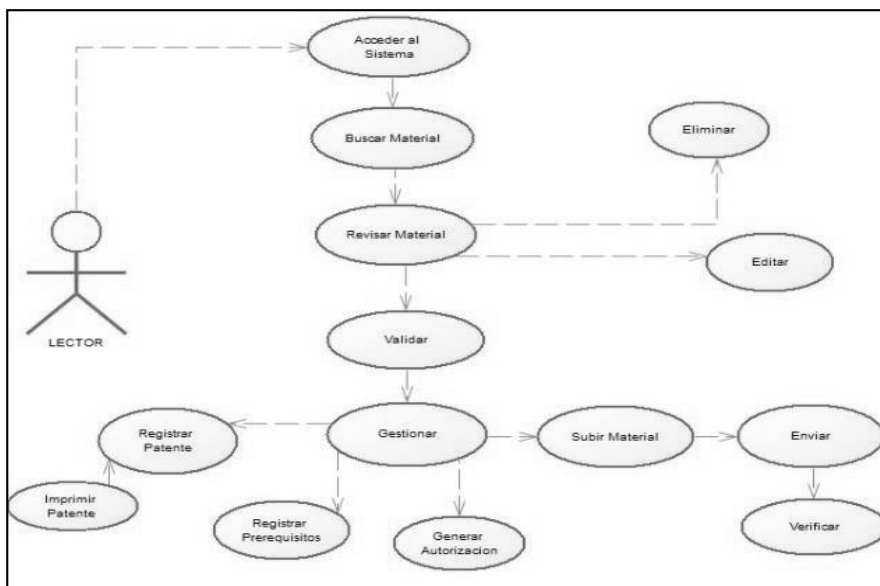 Acceder al
Sistema
Buscar Material
Eliminar
Revisar Material
Editar
LECTOR
Validar
Registrar
Patente
Gestionar
Subir Material
Enviar
Imprimir
Patente
Registrar
Prerequisitos
Generar
Autorizacion
Verificar